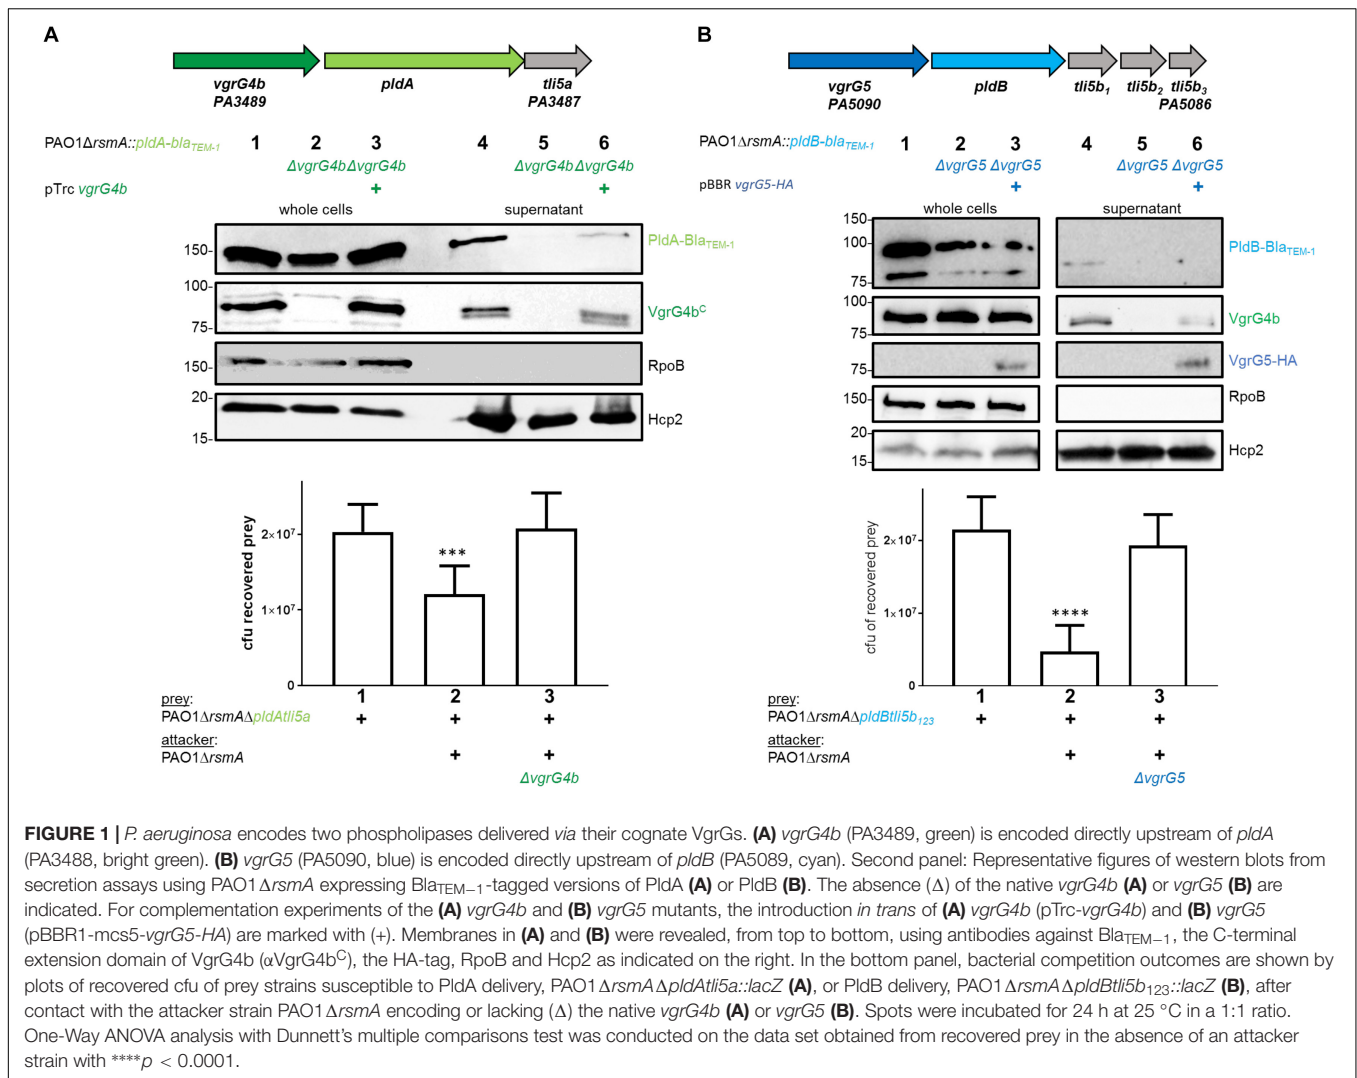 A
vgrG4b
PA3489
pldA
tli5a
PA3487
PAO1ΔrsmA::pldA-blaTEM-1
1 2 3 4 5 6
ΔvgrG4b ΔvgrG4b ΔvgrG4b ΔvgrG4b
pTrc vgrG4b + +
whole cells supernatant
150- PldA-BlaTEM-1
100-
75- VgrG4bC
150- RpoB
20-
15- Hcp2
cfu recovered prey
2×10⁷
1×10⁷
0
***
1 2 3
prey:
PAO1ΔrsmAΔpldAtli5a + + +
attacker:
PAO1ΔrsmA + +
ΔvgrG4b
B
vgrG5
PA5090
pldB
tli5b₁ tli5b₂ tli5b₃
PA5086
PAO1ΔrsmA::pldB-blaTEM-1
1 2 3 4 5 6
ΔvgrG5 ΔvgrG5 ΔvgrG5 ΔvgrG5
pBBR vgrG5-HA + +
whole cells supernatant
150-
100-
75- PldB-BlaTEM-1
100-
75- VgrG4b
75- VgrG5-HA
150- RpoB
20-
15- Hcp2
cfu of recovered prey
2×10⁷
1×10⁷
0
****
1 2 3
prey:
PAO1ΔrsmAΔpldBtli5b₁₂₃ + + +
attacker:
PAO1ΔrsmA + +
ΔvgrG5
FIGURE 1 | P. aeruginosa encodes two phospholipases delivered via their cognate VgrGs. (A) vgrG4b (PA3489, green) is encoded directly upstream of pldA
(PA3488, bright green). (B) vgrG5 (PA5090, blue) is encoded directly upstream of pldB (PA5089, cyan). Second panel: Representative figures of western blots from
secretion assays using PAO1ΔrsmA expressing BlaTEM−1-tagged versions of PldA (A) or PldB (B). The absence (Δ) of the native vgrG4b (A) or vgrG5 (B) are
indicated. For complementation experiments of the (A) vgrG4b and (B) vgrG5 mutants, the introduction in trans of (A) vgrG4b (pTrc-vgrG4b) and (B) vgrG5
(pBBR1-mcs5-vgrG5-HA) are marked with (+). Membranes in (A) and (B) were revealed, from top to bottom, using antibodies against BlaTEM−1, the C-terminal
extension domain of VgrG4b (αVgrG4bC), the HA-tag, RpoB and Hcp2 as indicated on the right. In the bottom panel, bacterial competition outcomes are shown by
plots of recovered cfu of prey strains susceptible to PldA delivery, PAO1ΔrsmAΔpldAtli5a::lacZ (A), or PldB delivery, PAO1ΔrsmAΔpldBtli5b₁₂₃::lacZ (B), after
contact with the attacker strain PAO1ΔrsmA encoding or lacking (Δ) the native vgrG4b (A) or vgrG5 (B). Spots were incubated for 24 h at 25 °C in a 1:1 ratio.
One-Way ANOVA analysis with Dunnett's multiple comparisons test was conducted on the data set obtained from recovered prey in the absence of an attacker
strain with ****p < 0.0001.